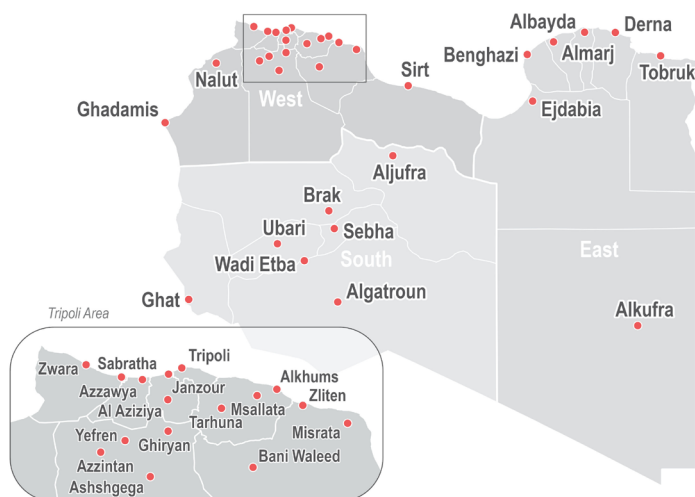 Albayda
Derna
Benghazi
Almarj
Tobruk
Nalut
Sirt
West
Ghadamis
Ejdabia
Aljufra
Brak
Ubari
Sebha
Wadi Etba
South
East
Ghat
Algatroun
Alkufra
Tripoli Area
Tripoli
Zwara
Sabratha
Azzawya
Janzour
Alkhums
Al Aziziya
Msallata
Zliten
Tarhuna
Yefren
Ghiryan
Misrata
Azzintan
Bani Waleed
Ashshgega